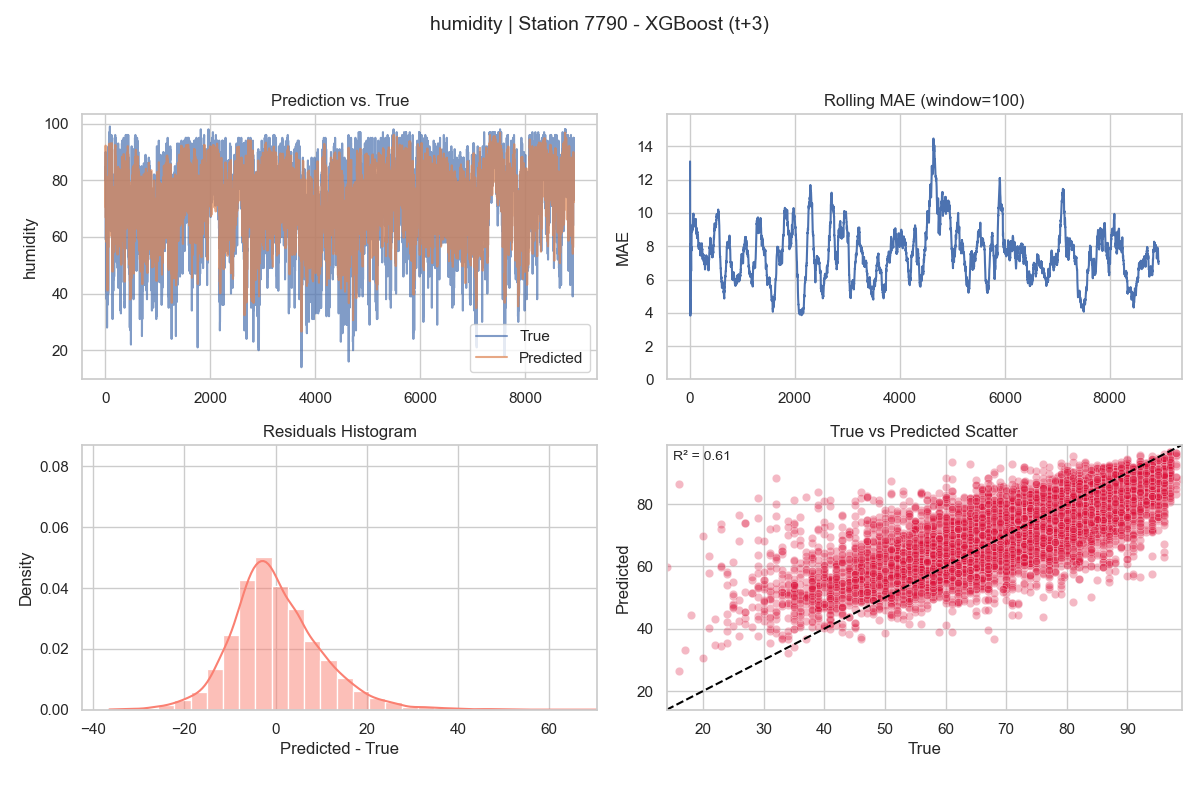 humidity | Station 7790 - XGBoost (t+3)
Prediction vs. True
100
80
60
40
20
humidity
0 2000 4000 6000 8000
True
Predicted
Rolling MAE (window=100)
14
12
10
8
6
4
2
0
MAE
0 2000 4000 6000 8000
Residuals Histogram
0.08
0.06
0.04
0.02
0.00
Density
−40 −20 0 20 40 60
Predicted - True
True vs Predicted Scatter
R² = 0.61
80
60
40
20
Predicted
20 30 40 50 60 70 80 90
True